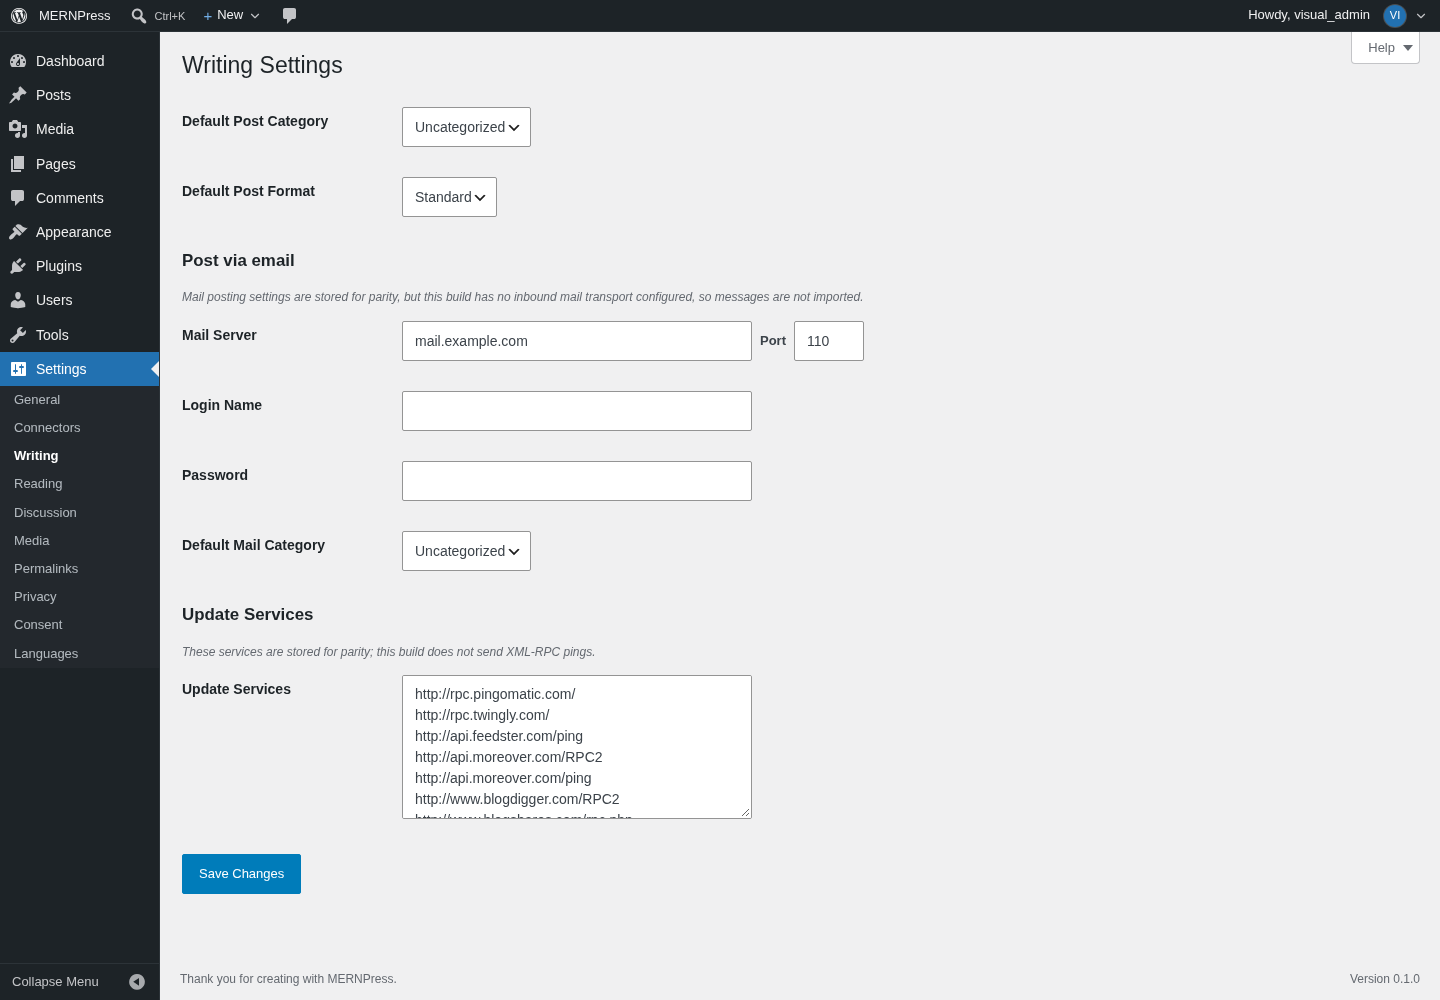 MERNPress
Ctrl+K
+ New
Howdy, visual_admin
VI
Help
Dashboard
Posts
Media
Pages
Comments
Appearance
Plugins
Users
Tools
Settings
General
Connectors
Writing
Reading
Discussion
Media
Permalinks
Privacy
Consent
Languages
Collapse Menu
Writing Settings
Default Post Category
Uncategorized
Default Post Format
Standard
Post via email
Mail posting settings are stored for parity, but this build has no inbound mail transport configured, so messages are not imported.
Mail Server
mail.example.com
Port
110
Login Name
Password
Default Mail Category
Uncategorized
Update Services
These services are stored for parity; this build does not send XML-RPC pings.
Update Services
http://rpc.pingomatic.com/
http://rpc.twingly.com/
http://api.feedster.com/ping
http://api.moreover.com/RPC2
http://api.moreover.com/ping
http://www.blogdigger.com/RPC2
Save Changes
Thank you for creating with MERNPress.
Version 0.1.0